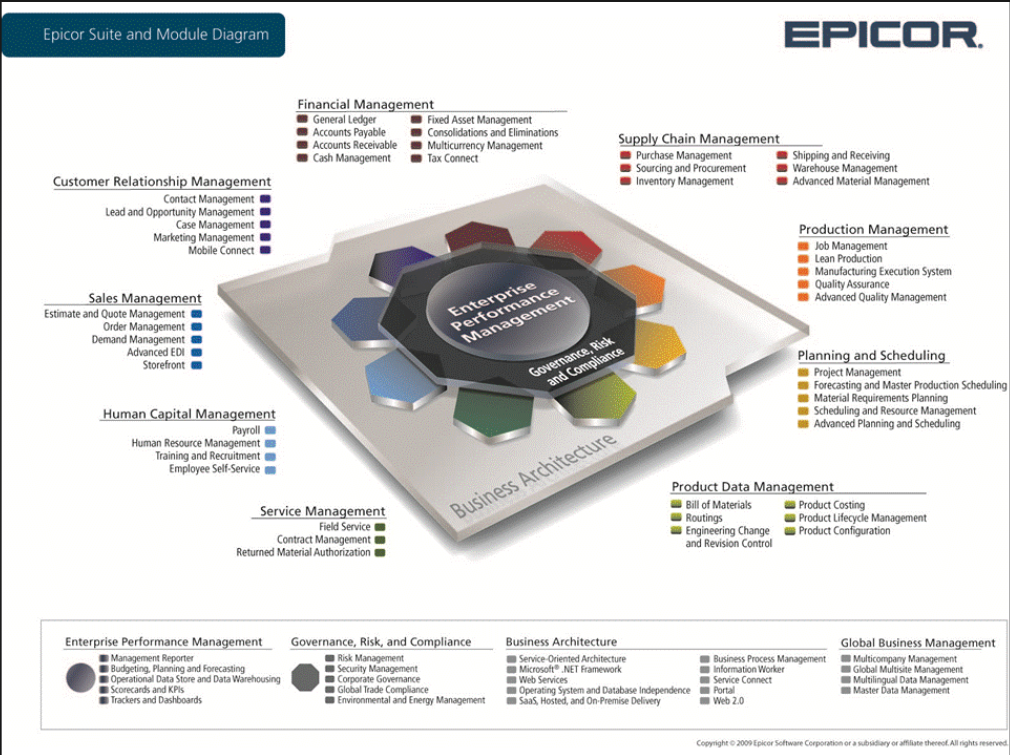 Epicor Suite and Module Diagram
EPICOR.
Financial Management
General Ledger
Accounts Payable
Accounts Receivable
Cash Management
Fixed Asset Management
Consolidations and Eliminations
Multicurrency Management
Tax Connect
Supply Chain Management
Purchase Management
Sourcing and Procurement
Inventory Management
Shipping and Receiving
Warehouse Management
Advanced Material Management
Customer Relationship Management
Contact Management
Lead and Opportunity Management
Case Management
Marketing Management
Mobile Connect
Production Management
Job Management
Lean Production
Manufacturing Execution System
Quality Assurance
Advanced Quality Management
Sales Management
Estimate and Quote Management
Order Management
Demand Management
Advanced EDI
Storefront
Enterprise
Performance
Management
Governance, Risk
and Compliance
Business Architecture
Planning and Scheduling
Project Management
Forecasting and Master Production Scheduling
Material Requirements Planning
Scheduling and Resource Management
Advanced Planning and Scheduling
Human Capital Management
Payroll
Human Resource Management
Training and Recruitment
Employee Self-Service
Product Data Management
Bill of Materials
Routings
Engineering Change
and Revision Control
Product Costing
Product Lifecycle Management
Product Configuration
Service Management
Field Service
Contract Management
Returned Material Authorization
Enterprise Performance Management
Management Reporter
Budgeting, Planning and Forecasting
Operational Data Store and Data Warehousing
Scorecards and KPIs
Trackers and Dashboards
Governance, Risk, and Compliance
Risk Management
Security Management
Corporate Governance
Global Trade Compliance
Environmental and Energy Management
Business Architecture
Service-Oriented Architecture
Microsoft® .NET Framework
Web Services
Operating System and Database Independence
SaaS, Hosted, and On-Premise Delivery
Business Process Management
Information Worker
Service Connect
Portal
Web 2.0
Global Business Management
Multicompany Management
Global Multisite Management
Multilingual Data Management
Master Data Management
Copyright © 2009 Epicor Software Corporation or a subsidiary or affiliate thereof. All rights reserved.